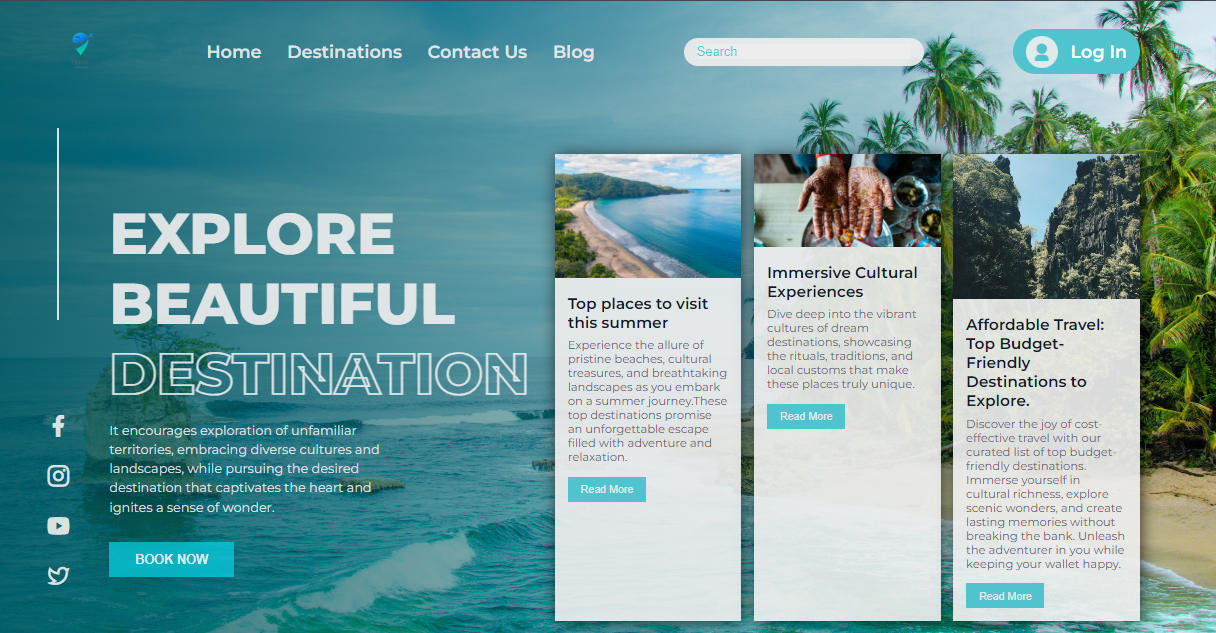 Home
Destinations
Contact Us
Blog
Search
Log In
EXPLORE
BEAUTIFUL
DESTINATION
It encourages exploration of unfamiliar
territories, embracing diverse cultures and
landscapes, while pursuing the desired
destination that captivates the heart and
ignites a sense of wonder.
BOOK NOW
Top places to visit
this summer
Experience the allure of
pristine beaches, cultural
treasures, and breathtaking
landscapes as you embark
on a summer journey.These
top destinations promise
an unforgettable escape
filled with adventure and
relaxation.
Read More
Immersive Cultural
Experiences
Dive deep into the vibrant
cultures of dream
destinations, showcasing
the rituals, traditions, and
local customs that make
these places truly unique.
Read More
Affordable Travel:
Top Budget-
Friendly
Destinations to
Explore.
Discover the joy of cost-
effective travel with our
curated list of top budget-
friendly destinations.
Immerse yourself in
cultural richness, explore
scenic wonders, and create
lasting memories without
breaking the bank. Unleash
the adventurer in you while
keeping your wallet happy.
Read More